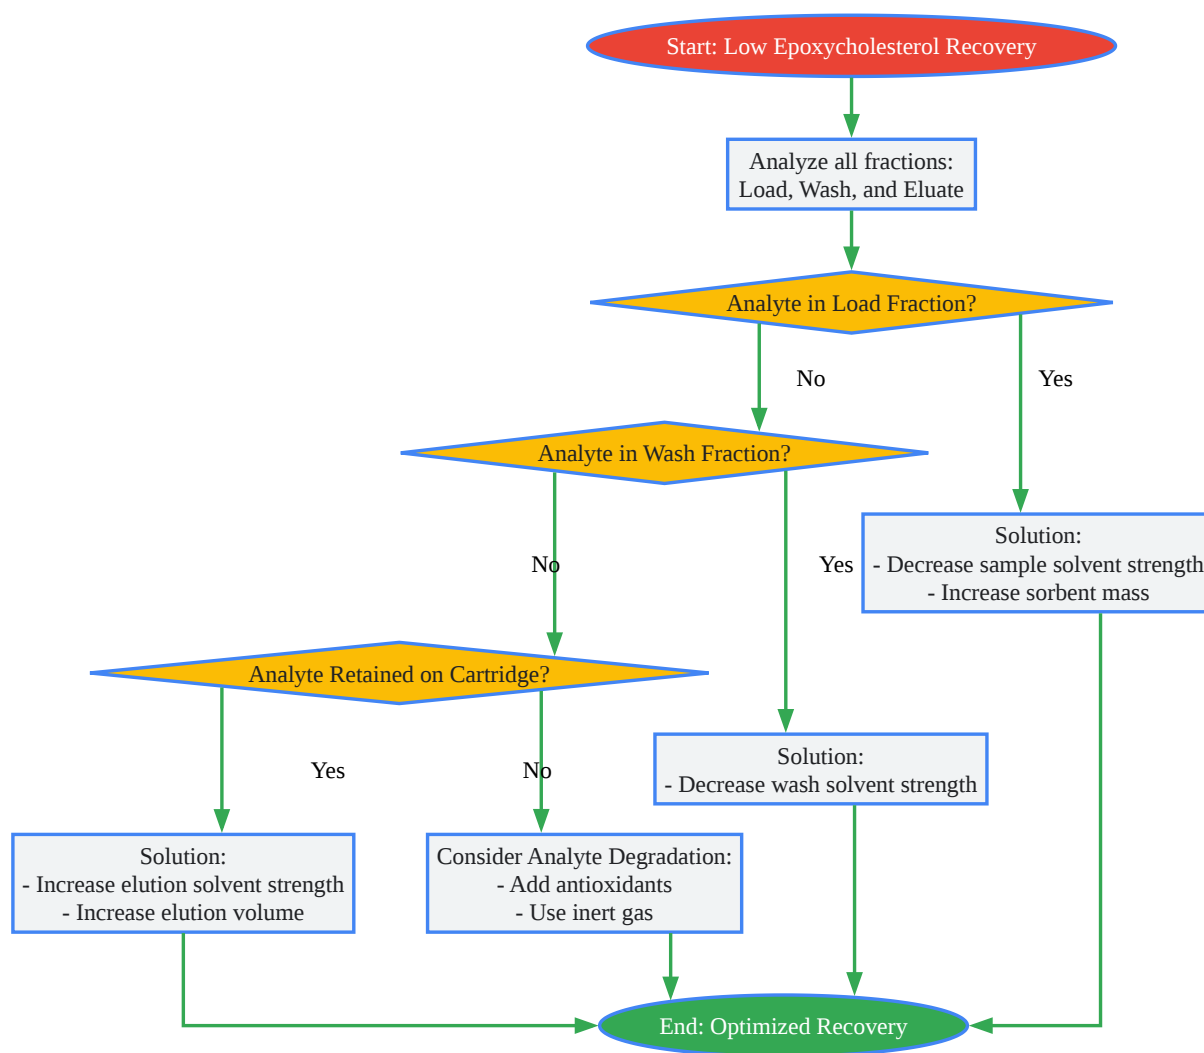 Start: Low Epoxycholesterol Recovery
Analyze all fractions:
Load, Wash, and Eluate
Analyte in Load Fraction?
No
Yes
Analyte in Wash Fraction?
No
Yes
Solution:
- Decrease sample solvent strength
- Increase sorbent mass
Analyte Retained on Cartridge?
Yes
No
Solution:
- Decrease wash solvent strength
Solution:
- Increase elution solvent strength
- Increase elution volume
Consider Analyte Degradation:
- Add antioxidants
- Use inert gas
End: Optimized Recovery